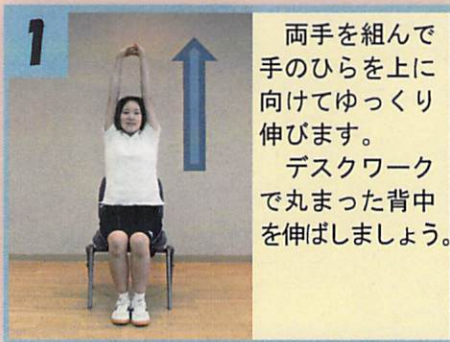 1
両手を組んで
手のひらを上に
向けてゆっくり
伸びます。
デスクワーク
で丸まった背中
を伸ばしましょう。